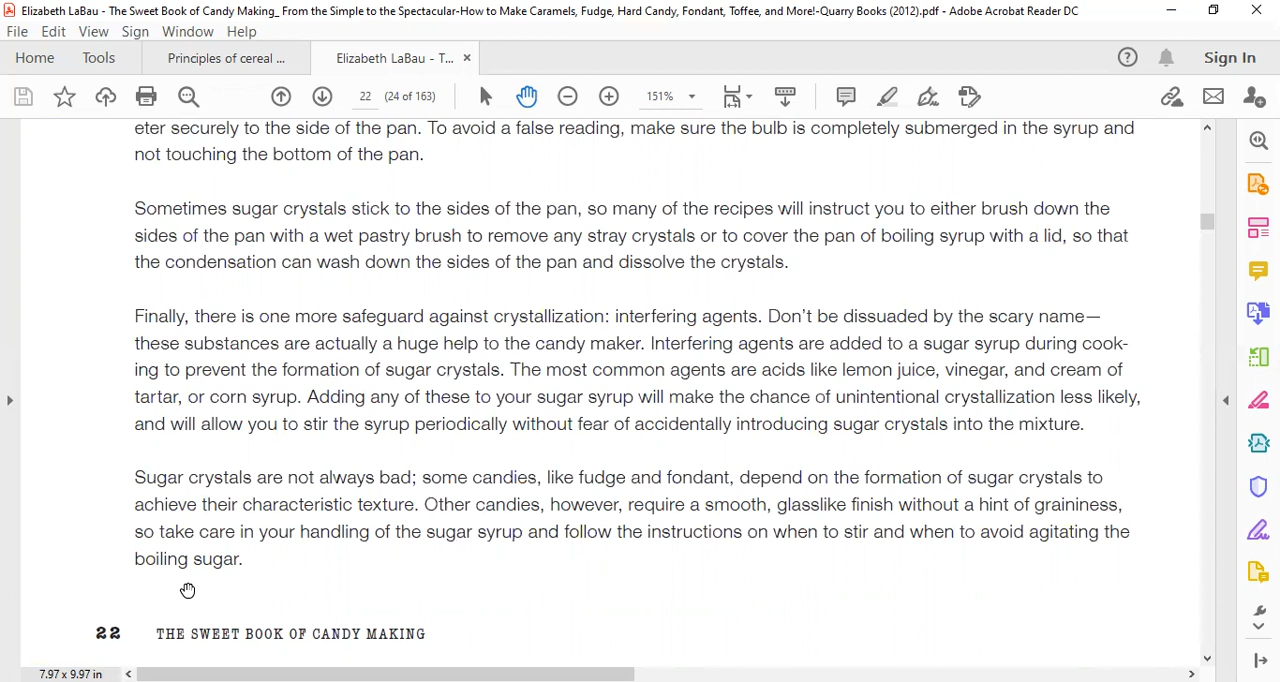 Elizabeth LaBau - The Sweet Book of Candy Making_ From the Simple to the Spectacular-How to Make Caramels, Fudge, Hard Candy, Fondant, Toffee, and More!-Quarry Books (2012).pdf - Adobe Acrobat Reader DC
File Edit View Sign Window Help
Home Tools Principles of cereal ... Elizabeth LaBau - T... × Sign In
22 (24 of 163) 151%
eter securely to the side of the pan. To avoid a false reading, make sure the bulb is completely submerged in the syrup and
not touching the bottom of the pan.
Sometimes sugar crystals stick to the sides of the pan, so many of the recipes will instruct you to either brush down the
sides of the pan with a wet pastry brush to remove any stray crystals or to cover the pan of boiling syrup with a lid, so that
the condensation can wash down the sides of the pan and dissolve the crystals.
Finally, there is one more safeguard against crystallization: interfering agents. Don’t be dissuaded by the scary name—
these substances are actually a huge help to the candy maker. Interfering agents are added to a sugar syrup during cook-
ing to prevent the formation of sugar crystals. The most common agents are acids like lemon juice, vinegar, and cream of
tartar, or corn syrup. Adding any of these to your sugar syrup will make the chance of unintentional crystallization less likely,
and will allow you to stir the syrup periodically without fear of accidentally introducing sugar crystals into the mixture.
Sugar crystals are not always bad; some candies, like fudge and fondant, depend on the formation of sugar crystals to
achieve their characteristic texture. Other candies, however, require a smooth, glasslike finish without a hint of graininess,
so take care in your handling of the sugar syrup and follow the instructions on when to stir and when to avoid agitating the
boiling sugar.
22 THE SWEET BOOK OF CANDY MAKING
7.97 x 9.97 in